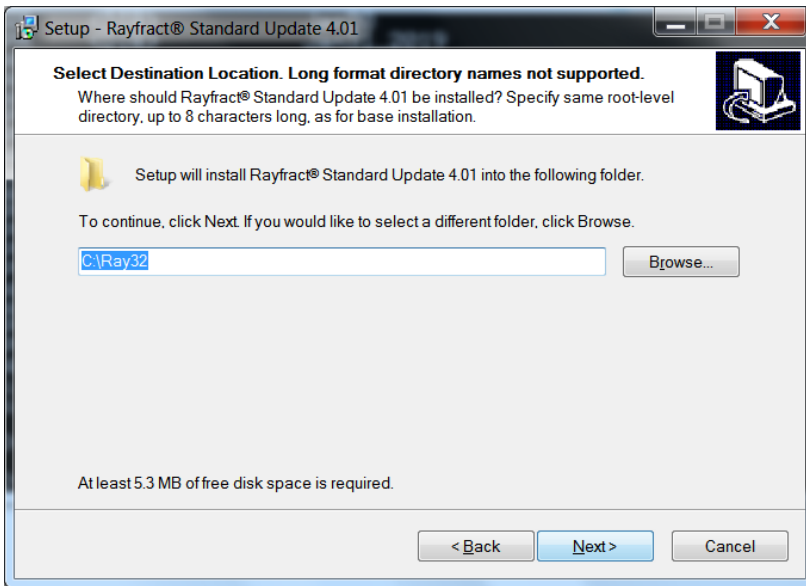 Setup - Rayfract® Standard Update 4.01
Select Destination Location. Long format directory names not supported.
Where should Rayfract® Standard Update 4.01 be installed? Specify same root-level
directory, up to 8 characters long, as for base installation.
Setup will install Rayfract® Standard Update 4.01 into the following folder.
To continue, click Next. If you would like to select a different folder, click Browse.
C:\Ray32
Browse...
At least 5.3 MB of free disk space is required.
< Back
Next >
Cancel